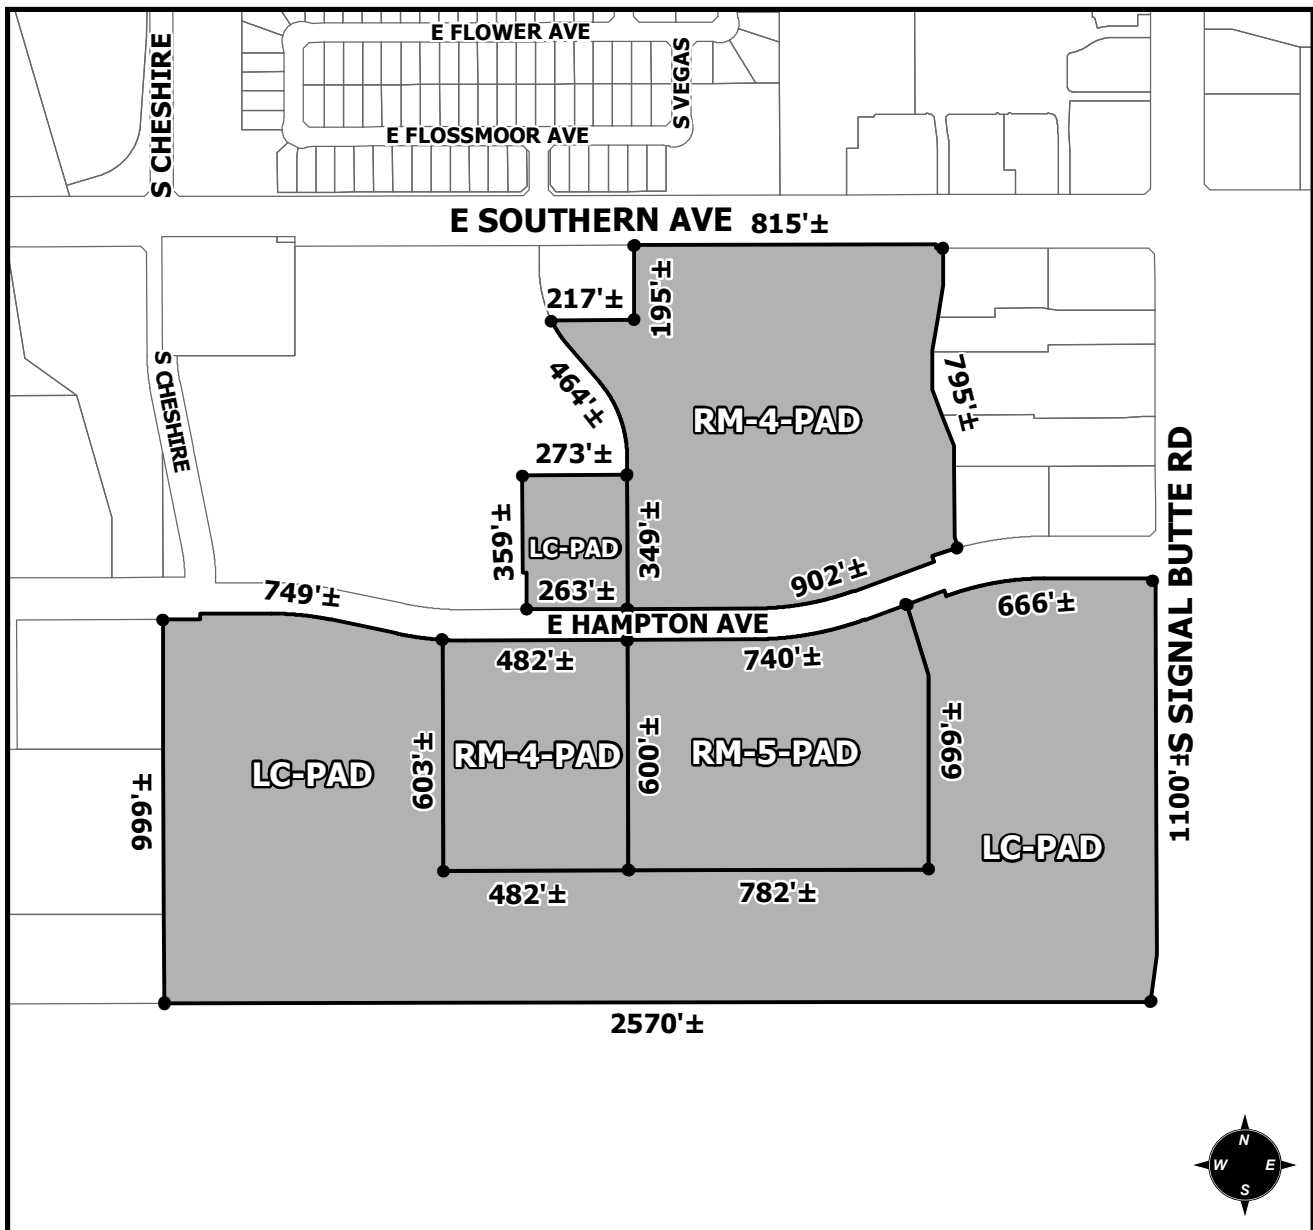 E FLOWER AVE
S CHESHIRE
S VEGAS
E FLOSSMOOR AVE
E SOUTHERN AVE
815'±
217'±
195'±
464'±
795'±
S CHESHIRE
RM-4-PAD
273'±
359'±
LC-PAD
349'±
263'±
902'±
749'±
E HAMPTON AVE
666'±
482'±
740'±
1100'±
S SIGNAL BUTTE RD
603'±
RM-4-PAD
600'±
RM-5-PAD
699'±
LC-PAD
999'±
LC-PAD
482'±
782'±
2570'±
N
W
E
S